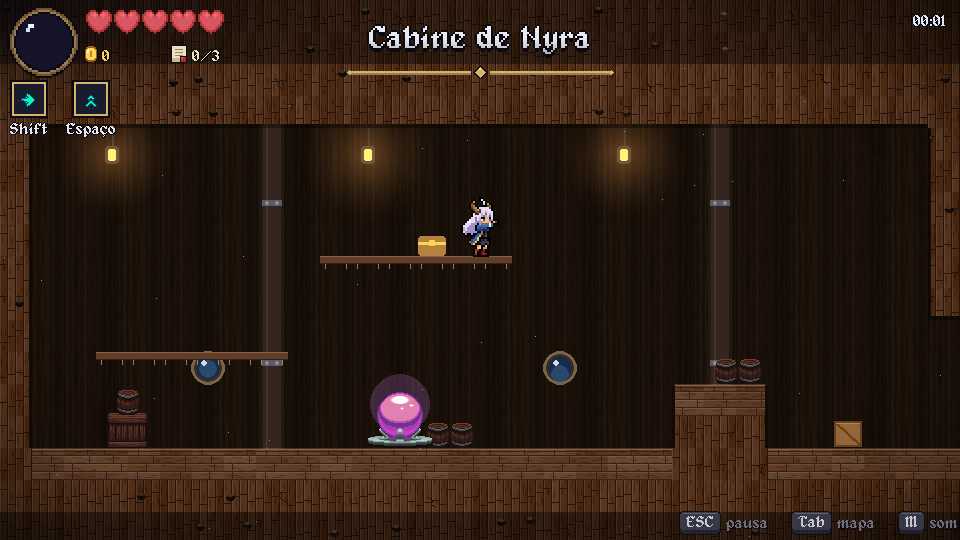 Cabine de Nyra
00:01
0
0/3
Shift
Espaço
ESC pausa
Tab mapa
M som